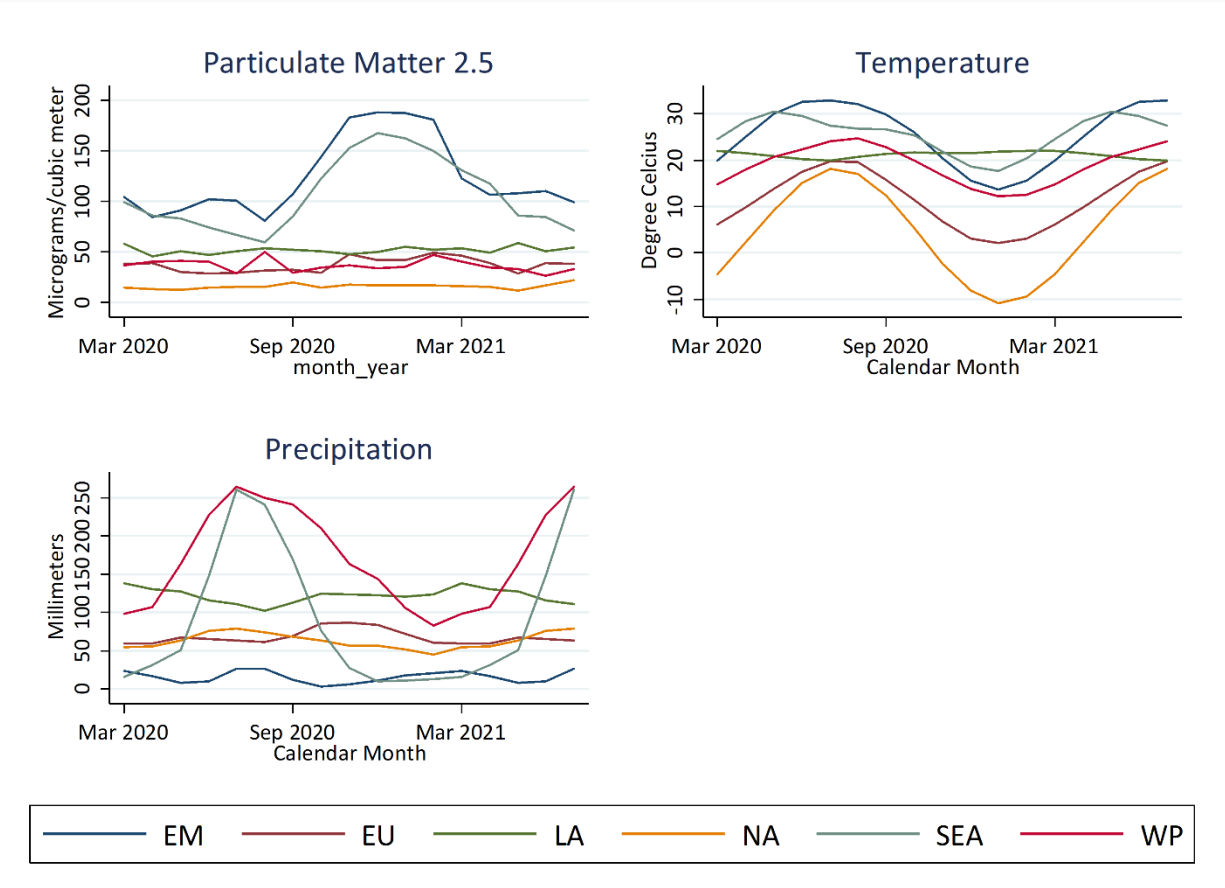 Particulate Matter 2.5
Micrograms/cubic meter
200
150
100
50
0
Mar 2020 Sep 2020 Mar 2021
month_year
Temperature
Degree Celcius
30
20
10
0
-10
Mar 2020 Sep 2020 Mar 2021
Calendar Month
Precipitation
Millimeters
250
200
150
100
50
0
Mar 2020 Sep 2020 Mar 2021
Calendar Month
EM EU LA NA SEA WP